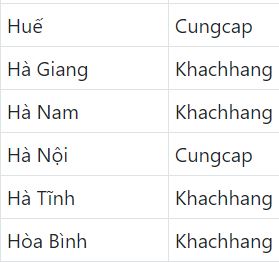 Huế Cungcap
Hà Giang Khachhang
Hà Nam Khachhang
Hà Nội Cungcap
Hà Tĩnh Khachhang
Hòa Bình Khachhang